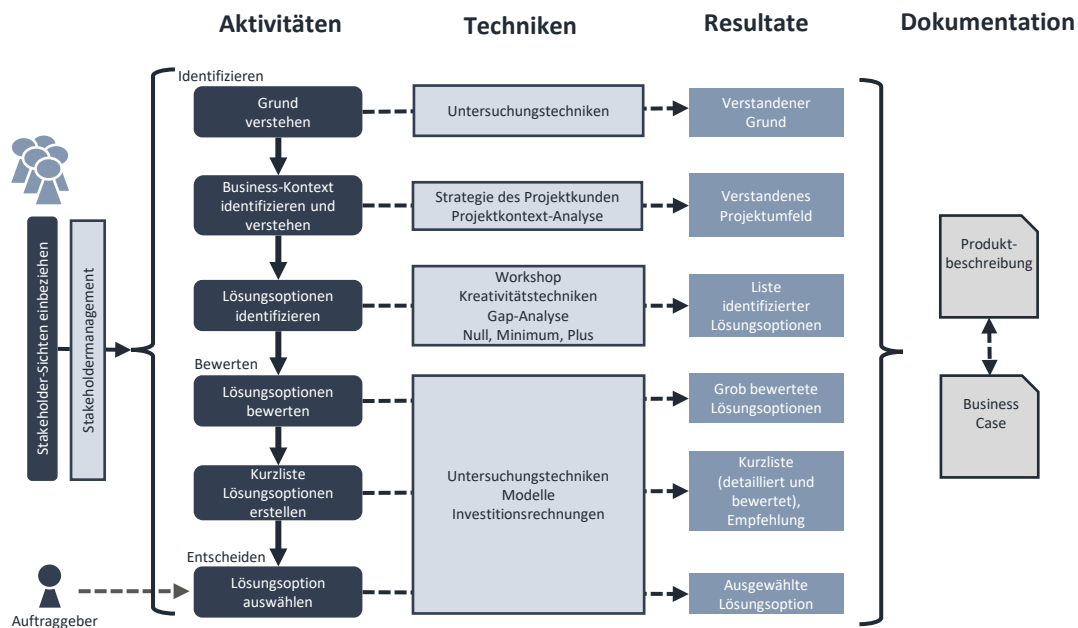 Aktivitäten
Techniken
Resultate
Dokumentation
Identifizieren
Grund
verstehen
Untersuchungstechniken
Verstandener
Grund
Business-Kontext
identifizieren und
verstehen
Strategie des Projektkunden
Projektkontext-Analyse
Verstandenes
Projektumfeld
Stakeholder-Sichten einbeziehen
Stakeholdermanagement
Lösungsoptionen
identifizieren
Workshop
Kreativitätstechniken
Gap-Analyse
Null, Minimum, Plus
Liste
identifizierter
Lösungsoptionen
Produkt-
beschreibung
Bewerten
Lösungsoptionen
bewerten
Grob bewertete
Lösungsoptionen
Business
Case
Kurzliste
Lösungsoptionen
erstellen
Untersuchungstechniken
Modelle
Investitionsrechnungen
Kurzliste
(detailliert und
bewertet),
Empfehlung
Entscheiden
Lösungsoption
auswählen
Ausgewählte
Lösungsoption
Auftraggeber